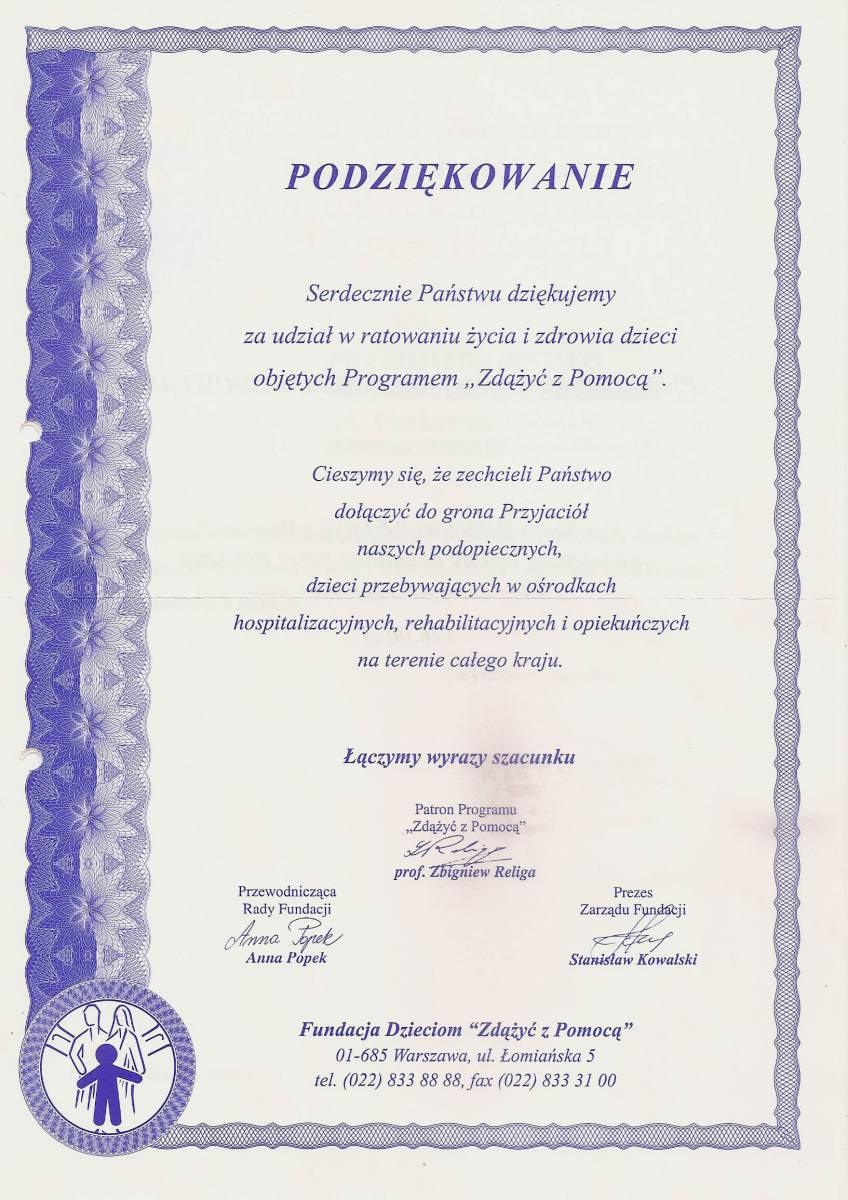 PODZIĘKOWANIE
Serdecznie Państwu dziękujemy
za udział w ratowaniu życia i zdrowia dzieci
objętych Programem „Zdążyć z Pomocą”.
Cieszymy się, że zechcieli Państwo
dołączyć do grona Przyjaciół
naszych podopiecznych,
dzieci przebywających w ośrodkach
hospitalizacyjnych, rehabilitacyjnych i opiekuńczych
na terenie całego kraju.
Łączymy wyrazy szacunku
Patron Programu
„Zdążyć z Pomocą”
prof. Zbigniew Religa
Przewodnicząca
Rady Fundacji
Anna Popek
Anna Popek
Prezes
Zarządu Fundacji
Stanisław Kowalski
Fundacja Dzieciom “Zdążyć z Pomocą”
01-685 Warszawa, ul. Łomiańska 5
tel. (022) 833 88 88, fax (022) 833 31 00